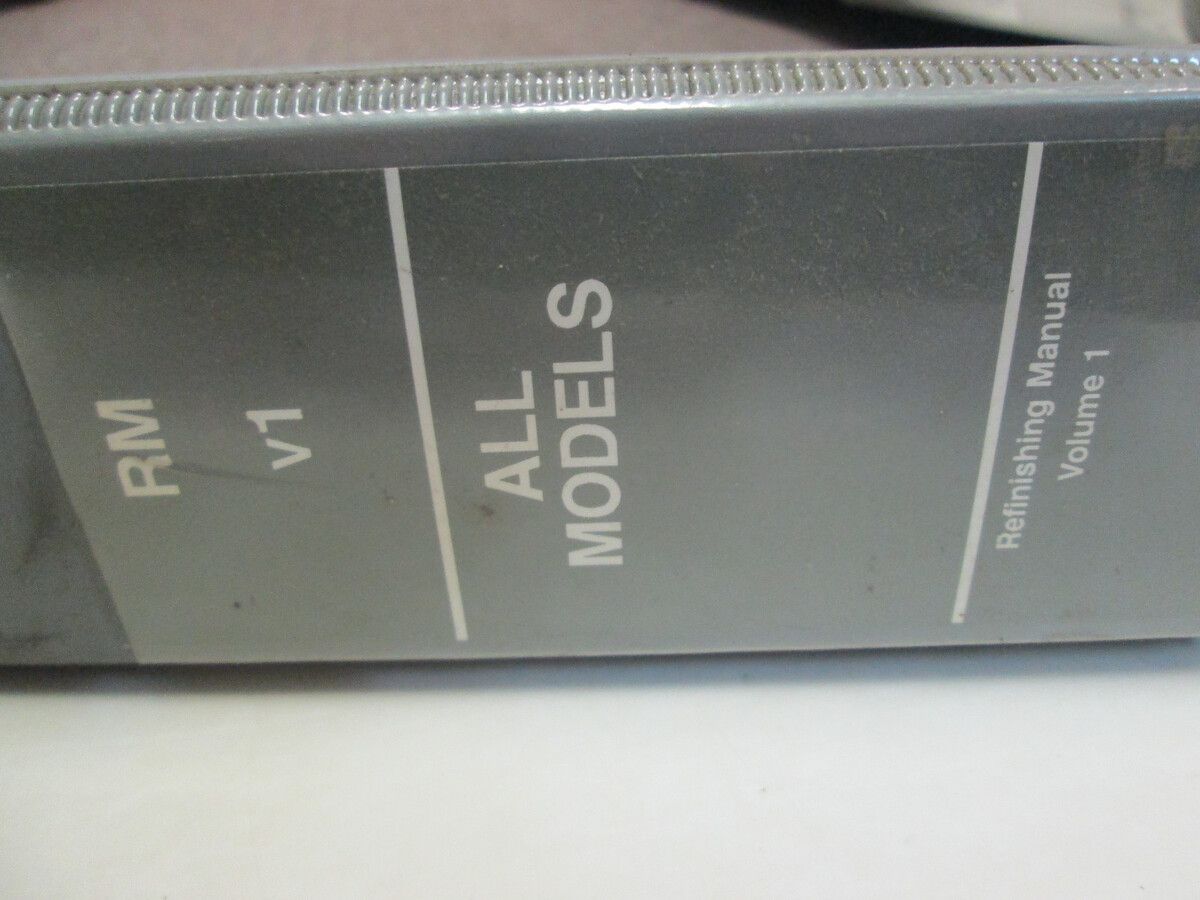 RM
v1
ALL
MODELS
Refinishing Manual
Volume 1